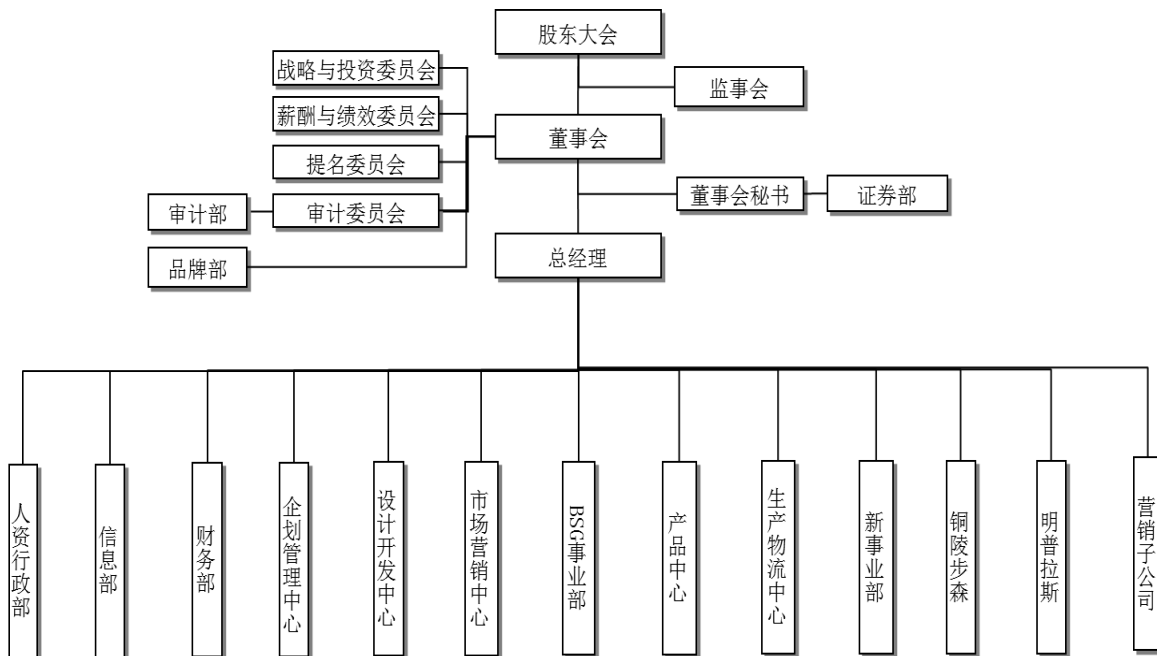 股东大会
战略与投资委员会
监事会
薪酬与绩效委员会
董事会
提名委员会
审计部
审计委员会
董事会秘书
证券部
品牌部
总经理
人资行政部
信息部
财务部
企划管理中心
设计开发中心
市场营销中心
BSG事业部
产品中心
生产物流中心
新事业部
铜陵步森
明普拉斯
营销子公司